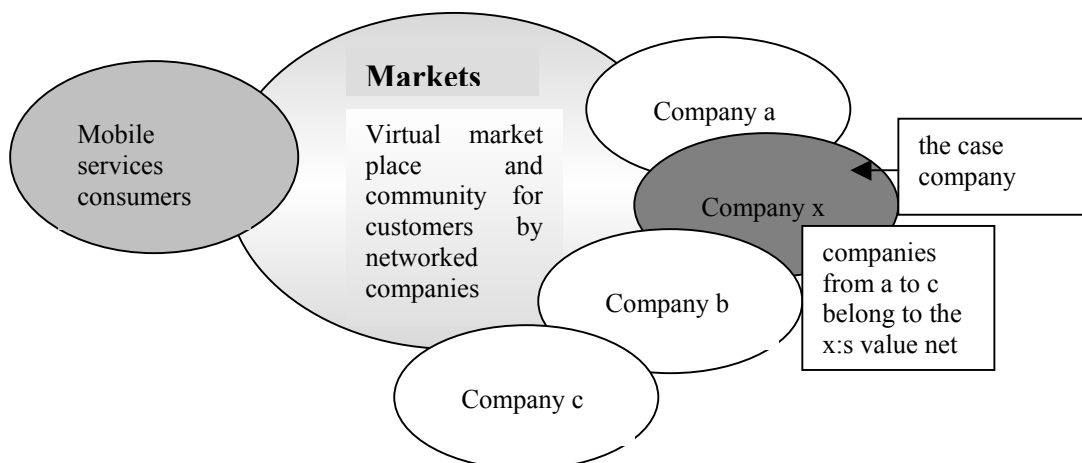 Markets
Virtual market
place and
community for
customers by
networked
companies
Mobile
services
consumers
Company a
Company x
Company b
Company c
the case
company
companies
from a to c
belong to the
x:s value net